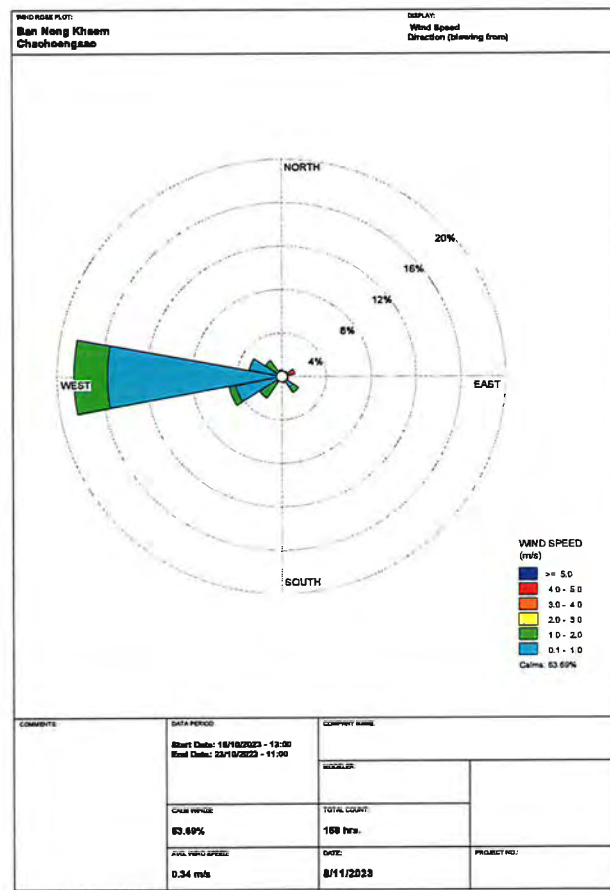 WIND ROSE PLOT:
Ban Nong Khaem
Chachoengsao
DISPLAY:
Wind Speed
Direction (blowing from)
NORTH
20%
16%
12%
8%
4%
WEST
EAST
SOUTH
WIND SPEED
(m/s)
>= 5.0
4.0 - 5.0
3.0 - 4.0
2.0 - 3.0
1.0 - 2.0
0.1 - 1.0
Calms: 63.69%
COMMENTS:
DATA PERIOD:
Start Date: 16/10/2023 - 12:00
End Date: 23/10/2023 - 11:00
COMPANY NAME:
MODELER:
CALM WINDS:
63.69%
TOTAL COUNT:
168 hrs.
AVG. WIND SPEED:
0.34 m/s
DATE:
8/11/2023
PROJECT NO.: